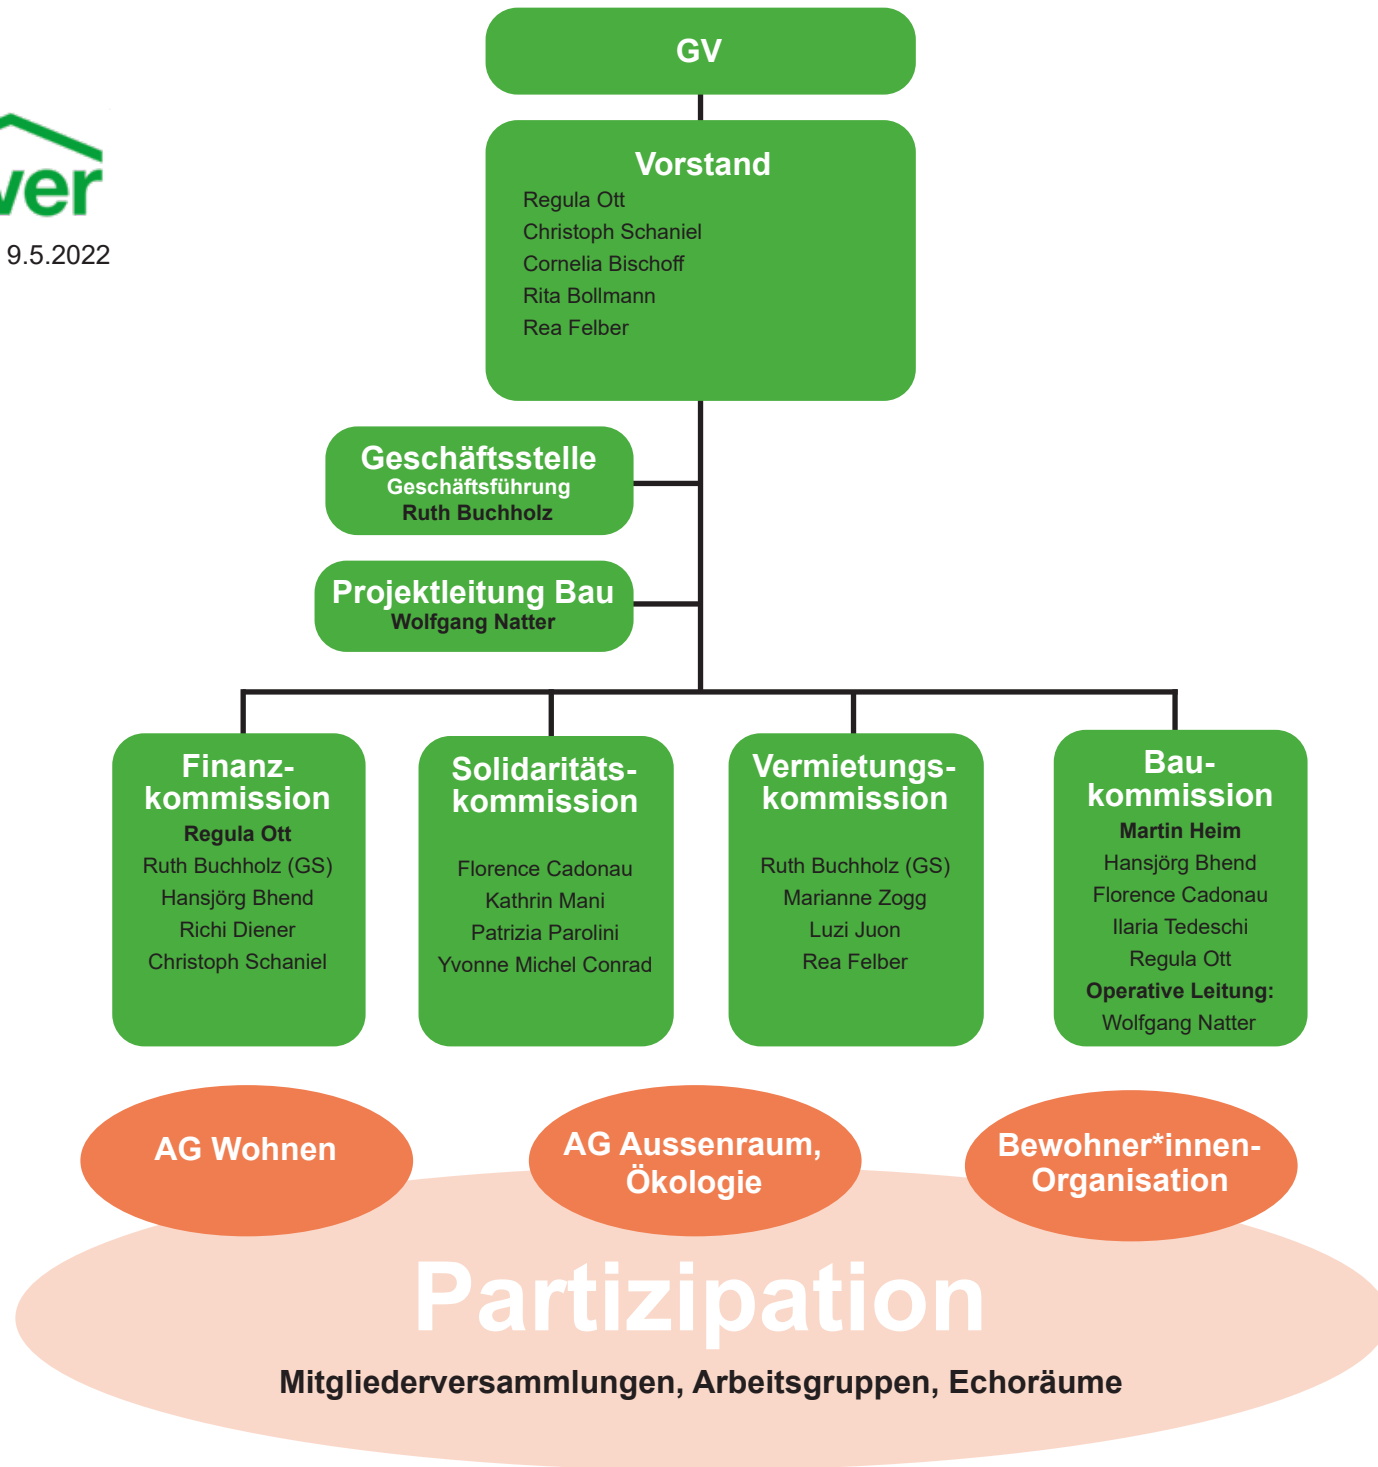 GV
9.5.2022
Vorstand
Regula Ott
Christoph Schaniel
Cornelia Bischoff
Rita Bollmann
Rea Felber
Geschäftsstelle
Geschäftsführung
Ruth Buchholz
Projektleitung Bau
Wolfgang Natter
Finanz-
kommission
Regula Ott
Ruth Buchholz (GS)
Hansjörg Bhend
Richi Diener
Christoph Schaniel
Solidaritäts-
kommission
Florence Cadonau
Kathrin Mani
Patrizia Parolini
Yvonne Michel Conrad
Vermietungs-
kommission
Ruth Buchholz (GS)
Marianne Zogg
Luzi Juon
Rea Felber
Bau-
kommission
Martin Heim
Hansjörg Bhend
Florence Cadonau
Ilaria Tedeschi
Regula Ott
Operative Leitung:
Wolfgang Natter
AG Wohnen
AG Aussenraum,
Ökologie
Bewohner*innen-
Organisation
Partizipation
Mitgliederversammlungen, Arbeitsgruppen, Echoräume